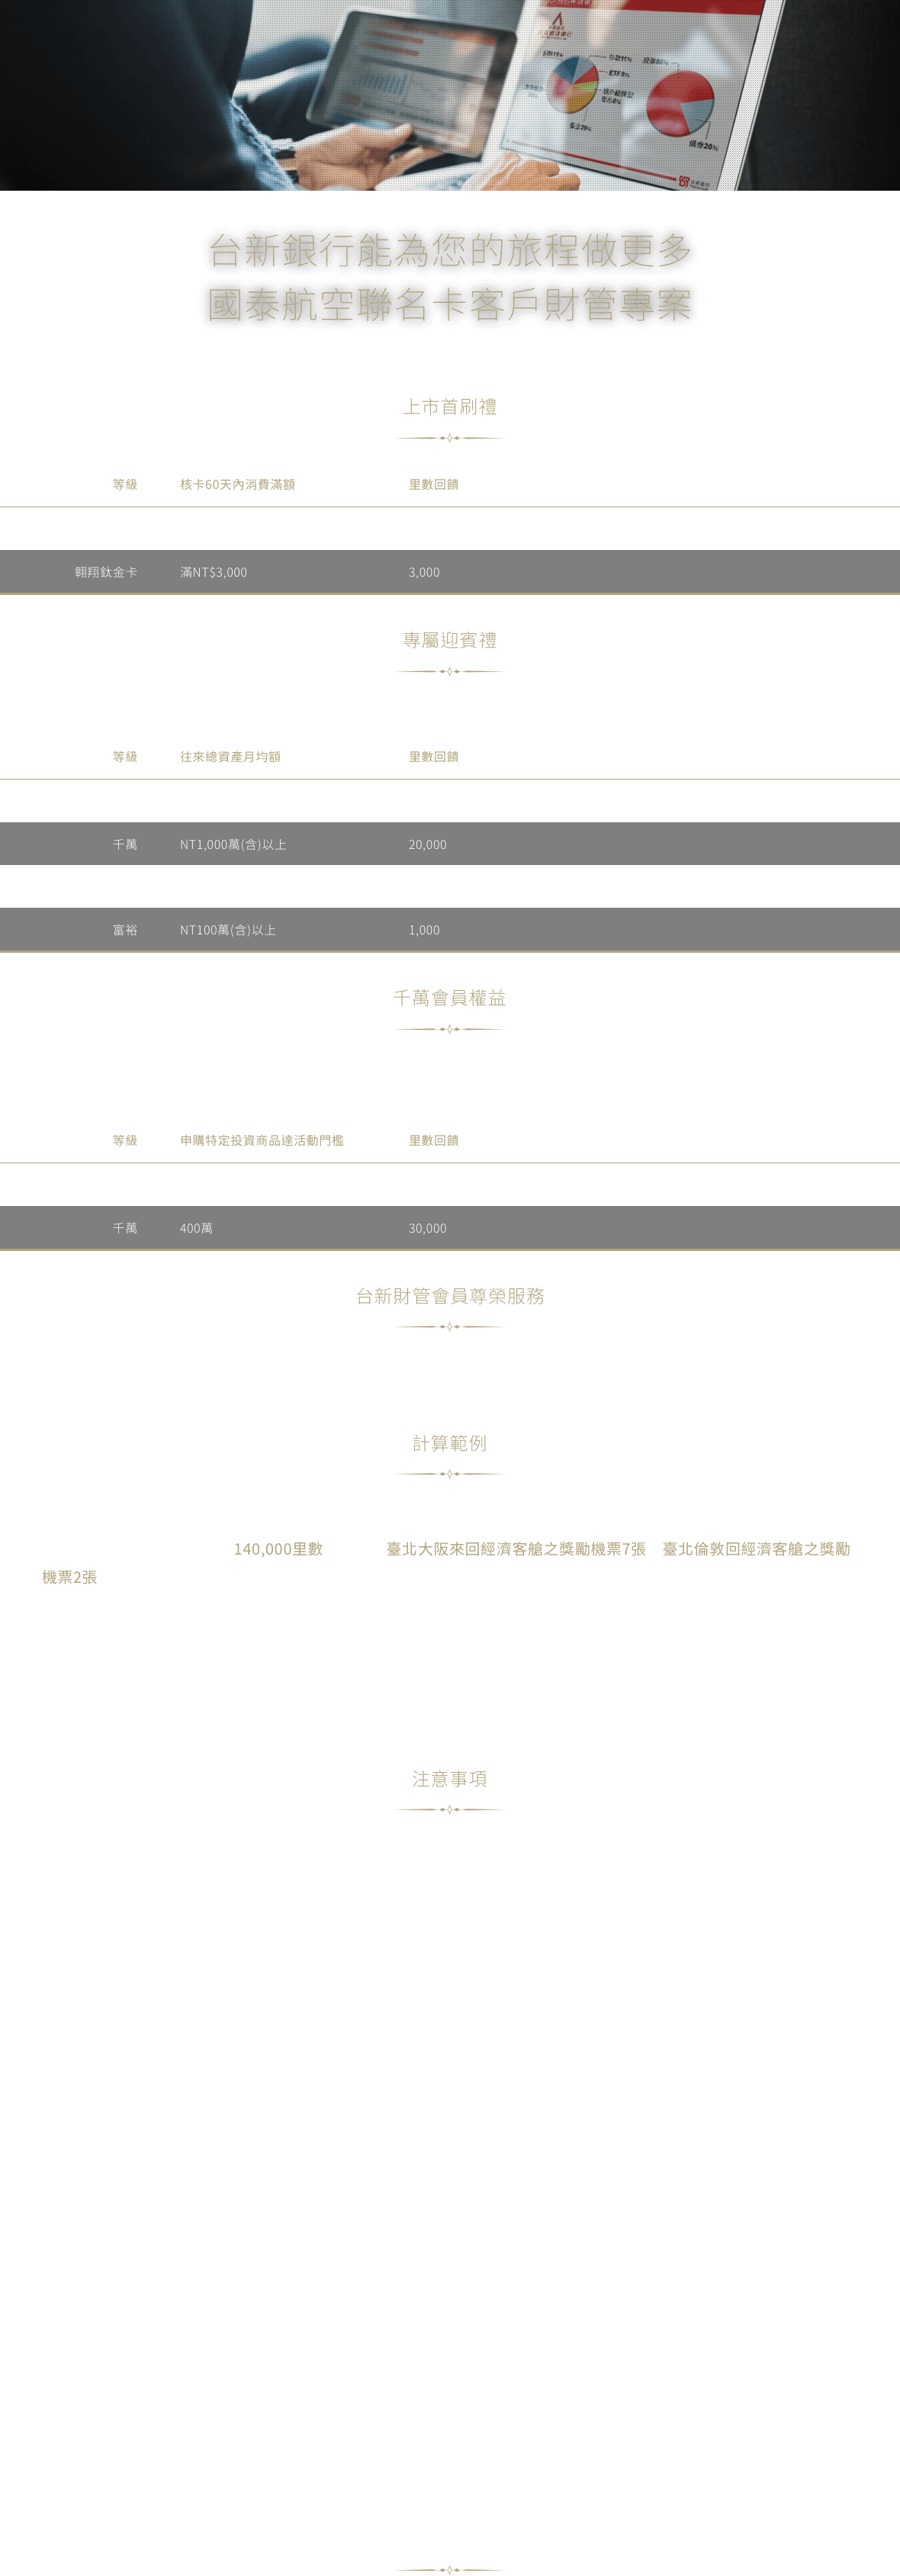 股票11%
ETF9%
債券20%
台新銀行能為您的旅程做更多
國泰航空聯名卡客戶財管專案
上市首刷禮
等級 核卡60天內消費滿額 里數回饋
翱翔鈦金卡 滿NT$3,000 3,000
專屬迎賓禮
等級 往來總資產月均額 里數回饋
千萬 NT1,000萬(含)以上 20,000
富裕 NT100萬(含)以上 1,000
千萬會員權益
等級 申購特定投資商品達活動門檻 里數回饋
千萬 400萬 30,000
台新財管會員尊榮服務
計算範例
140,000里數 臺北大阪來回經濟客艙之獎勵機票7張 臺北倫敦回經濟客艙之獎勵
機票2張
注意事項